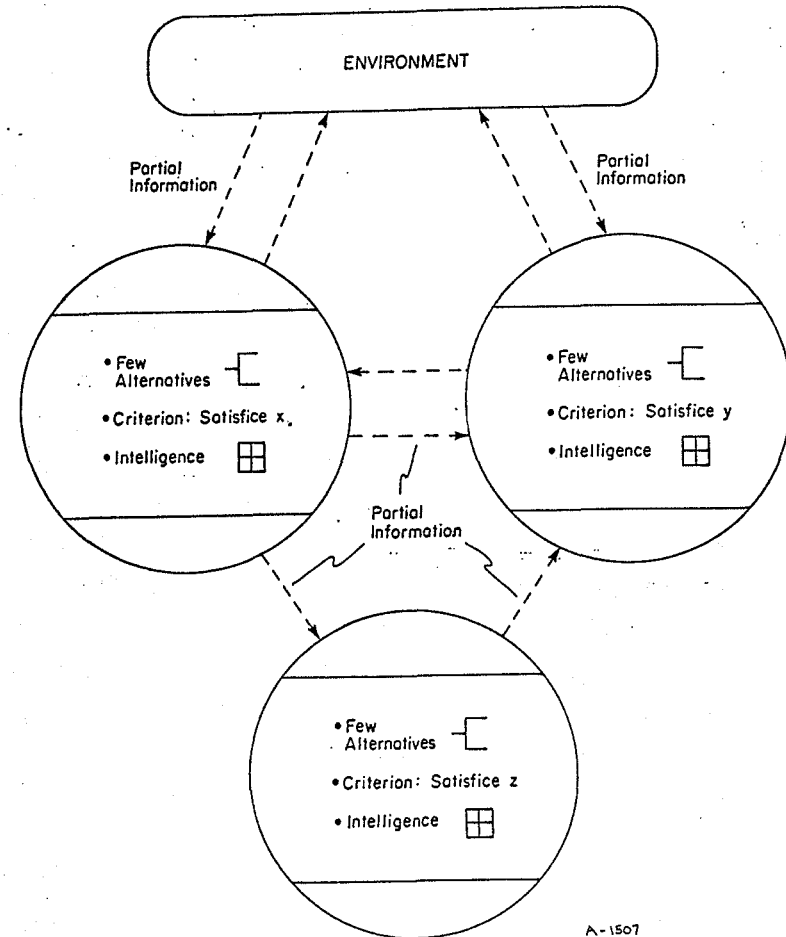 ENVIRONMENT
Partial
Information
Partial
Information
• Few
Alternatives
• Criterion: Satisfice x.
• Intelligence
• Few
Alternatives
• Criterion: Satisfice y
• Intelligence
Partial
Information
• Few
Alternatives
• Criterion: Satisfice z
• Intelligence
A-1507